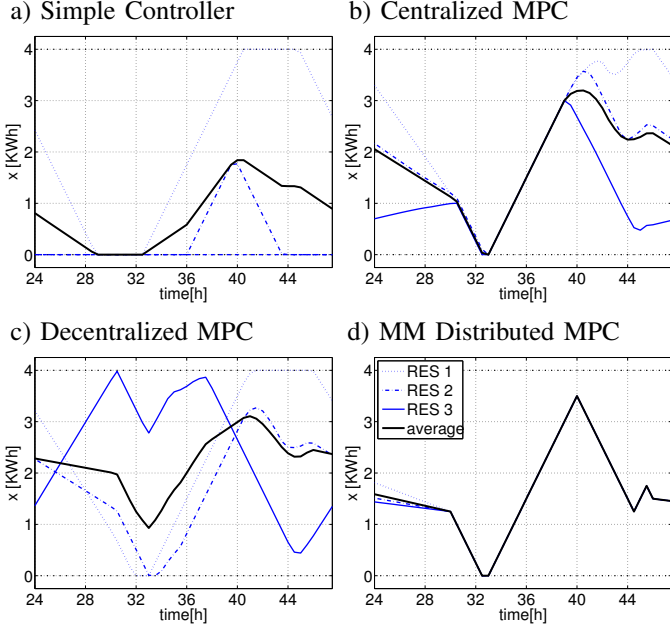 a) Simple Controller
b) Centralized MPC
4
3
2
1
0
x [KWh]
24 28 32 36 40 44
time[h]
4
3
2
1
0
x [KWh]
24 28 32 36 40 44
time[h]
c) Decentralized MPC
d) MM Distributed MPC
4
3
2
1
0
x [KWh]
24 28 32 36 40 44
time[h]
4
3
2
1
0
x [KWh]
RES 1
RES 2
RES 3
average
24 28 32 36 40 44
time[h]